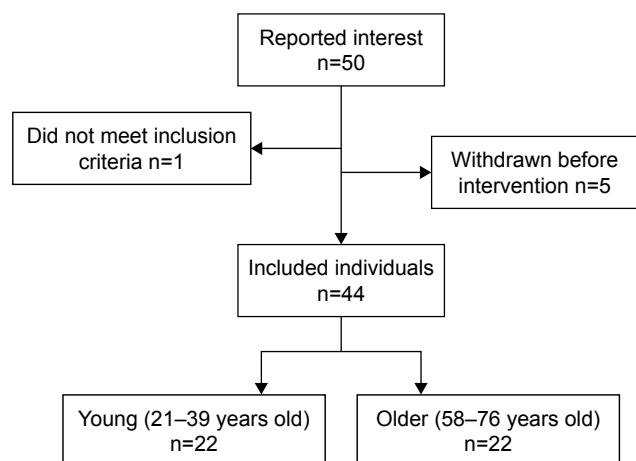 Reported interest
n=50
Did not meet inclusion
criteria n=1
Withdrawn before
intervention n=5
Included individuals
n=44
Young (21–39 years old)
n=22
Older (58–76 years old)
n=22